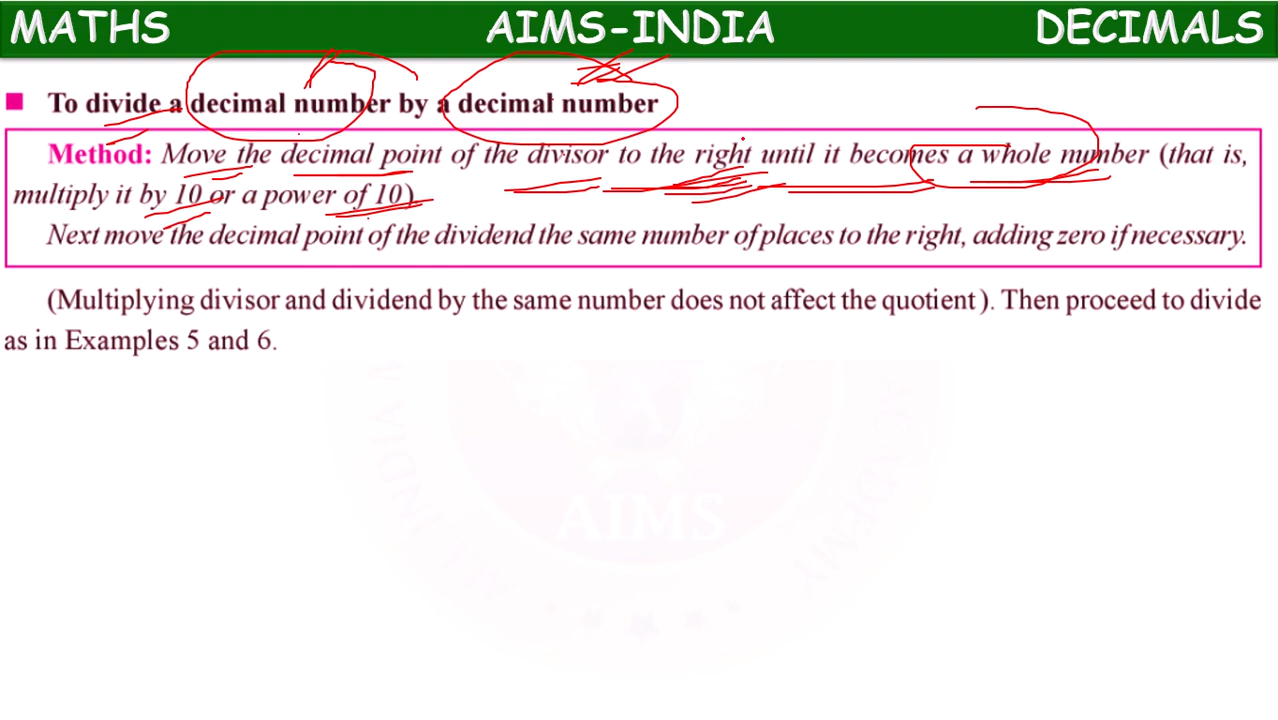 MATHS AIMS-INDIA DECIMALS
■ To divide a decimal number by a decimal number
Method: Move the decimal point of the divisor to the right until it becomes a whole number (that is,
multiply it by 10 or a power of 10).
Next move the decimal point of the dividend the same number of places to the right, adding zero if necessary.
(Multiplying divisor and dividend by the same number does not affect the quotient). Then proceed to divide
as in Examples 5 and 6.
AIMS